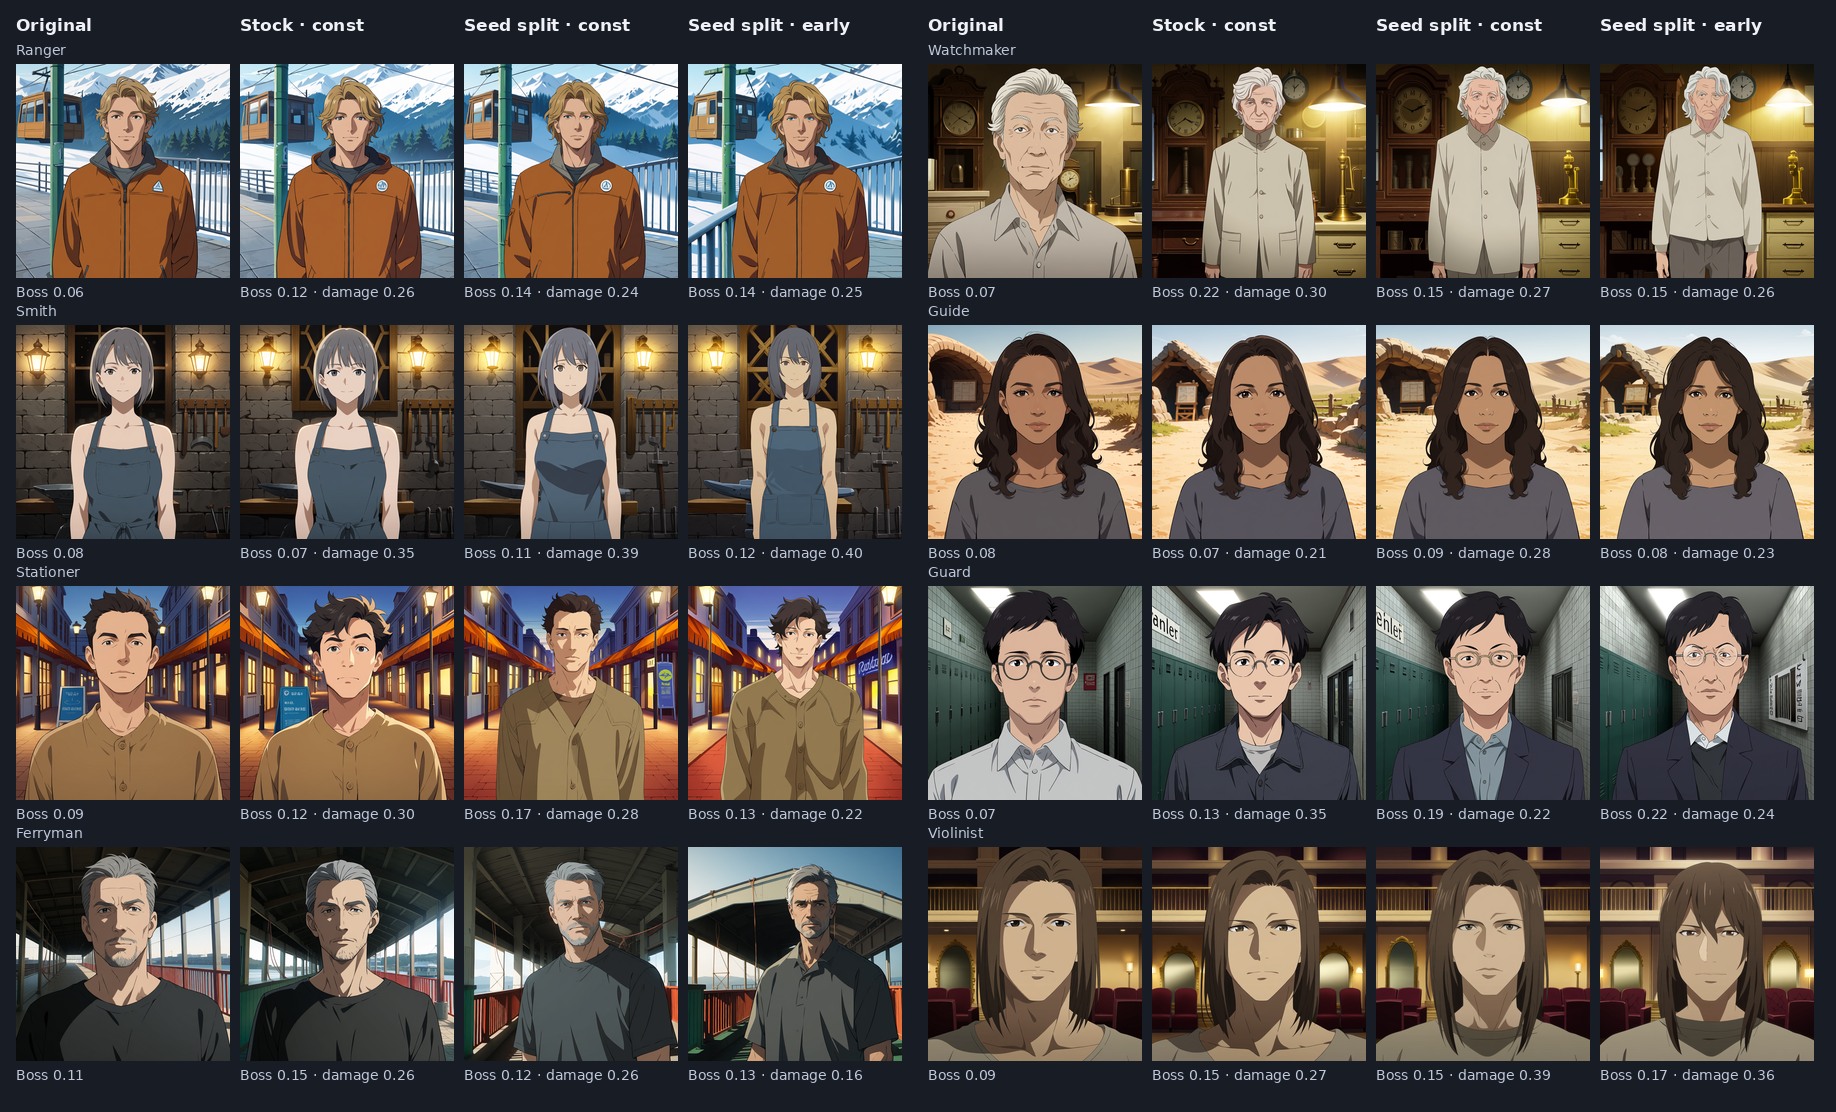 Original Stock · const Seed split · const Seed split · early Original Stock · const Seed split · const Seed split · early
Ranger Watchmaker
Boss 0.06 Boss 0.12 · damage 0.26 Boss 0.14 · damage 0.24 Boss 0.14 · damage 0.25 Boss 0.07 Boss 0.22 · damage 0.30 Boss 0.15 · damage 0.27 Boss 0.15 · damage 0.26
Smith Guide
Boss 0.08 Boss 0.07 · damage 0.35 Boss 0.11 · damage 0.39 Boss 0.12 · damage 0.40 Boss 0.08 Boss 0.07 · damage 0.21 Boss 0.09 · damage 0.28 Boss 0.08 · damage 0.23
Stationer Guard
anler
enler
Boss 0.09 Boss 0.12 · damage 0.30 Boss 0.17 · damage 0.28 Boss 0.13 · damage 0.22 Boss 0.07 Boss 0.13 · damage 0.35 Boss 0.19 · damage 0.22 Boss 0.22 · damage 0.24
Ferryman Violinist
Boss 0.11 Boss 0.15 · damage 0.26 Boss 0.12 · damage 0.26 Boss 0.13 · damage 0.16 Boss 0.09 Boss 0.15 · damage 0.27 Boss 0.15 · damage 0.39 Boss 0.17 · damage 0.36